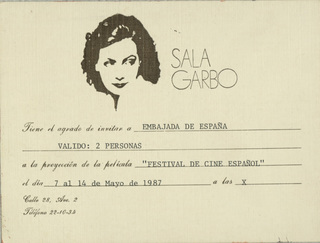 SALA
GARBO
Tiene el agrado de invitar a EMBAJADA DE ESPAÑA
VALIDO: 2 PERSONAS
a la proyección de la película "FESTIVAL DE CINE ESPAÑOL"
el día 7 al 14 de Mayo de 1987 a las X
Calle 28, Ave. 2
Teléfono 22-10-33